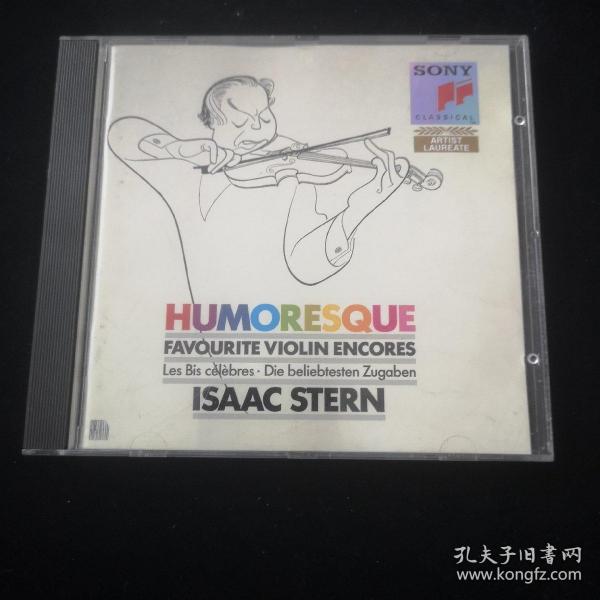 SONY
CLASSICAL
ARTIST
LAUREATE
HUMORESQUE
FAVOURITE VIOLIN ENCORES
Les Bis célèbres · Die beliebtesten Zugaben
ISAAC STERN
孔夫子旧書网
www.kongfz.com